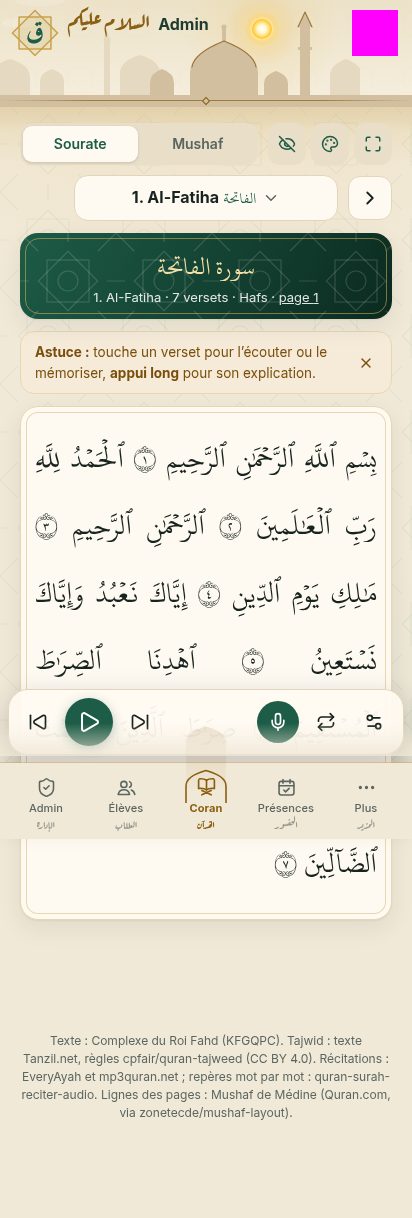 ق السلام عليكم Admin
Sourate Mushaf
1. Al-Fatiha الفاتحة
سورة الفاتحة
1. Al-Fatiha · 7 versets · Hafs · page 1
Astuce : touche un verset pour l’écouter ou le
mémoriser, appui long pour son explication.
بِسْمِ ٱللَّهِ ٱلرَّحْمَٰنِ ٱلرَّحِيمِ ١ ٱلْحَمْدُ لِلَّهِ
رَبِّ ٱلْعَٰلَمِينَ ٢ ٱلرَّحْمَٰنِ ٱلرَّحِيمِ ٣
مَٰلِكِ يَوْمِ ٱلدِّينِ ٤ إِيَّاكَ نَعْبُدُ وَإِيَّاكَ
نَسْتَعِينُ ٥ ٱهْدِنَا ٱلصِّرَٰطَ
Admin Élèves Coran Présences Plus
الإدارة الطلاب القرآن الحضور المزيد
ٱلضَّآلِّينَ ٧
Texte : Complexe du Roi Fahd (KFGQPC). Tajwid : texte
Tanzil.net, règles cpfair/quran-tajweed (CC BY 4.0). Récitations :
EveryAyah et mp3quran.net ; repères mot par mot : quran-surah-
reciter-audio. Lignes des pages : Mushaf de Médine (Quran.com,
via zonetecde/mushaf-layout).